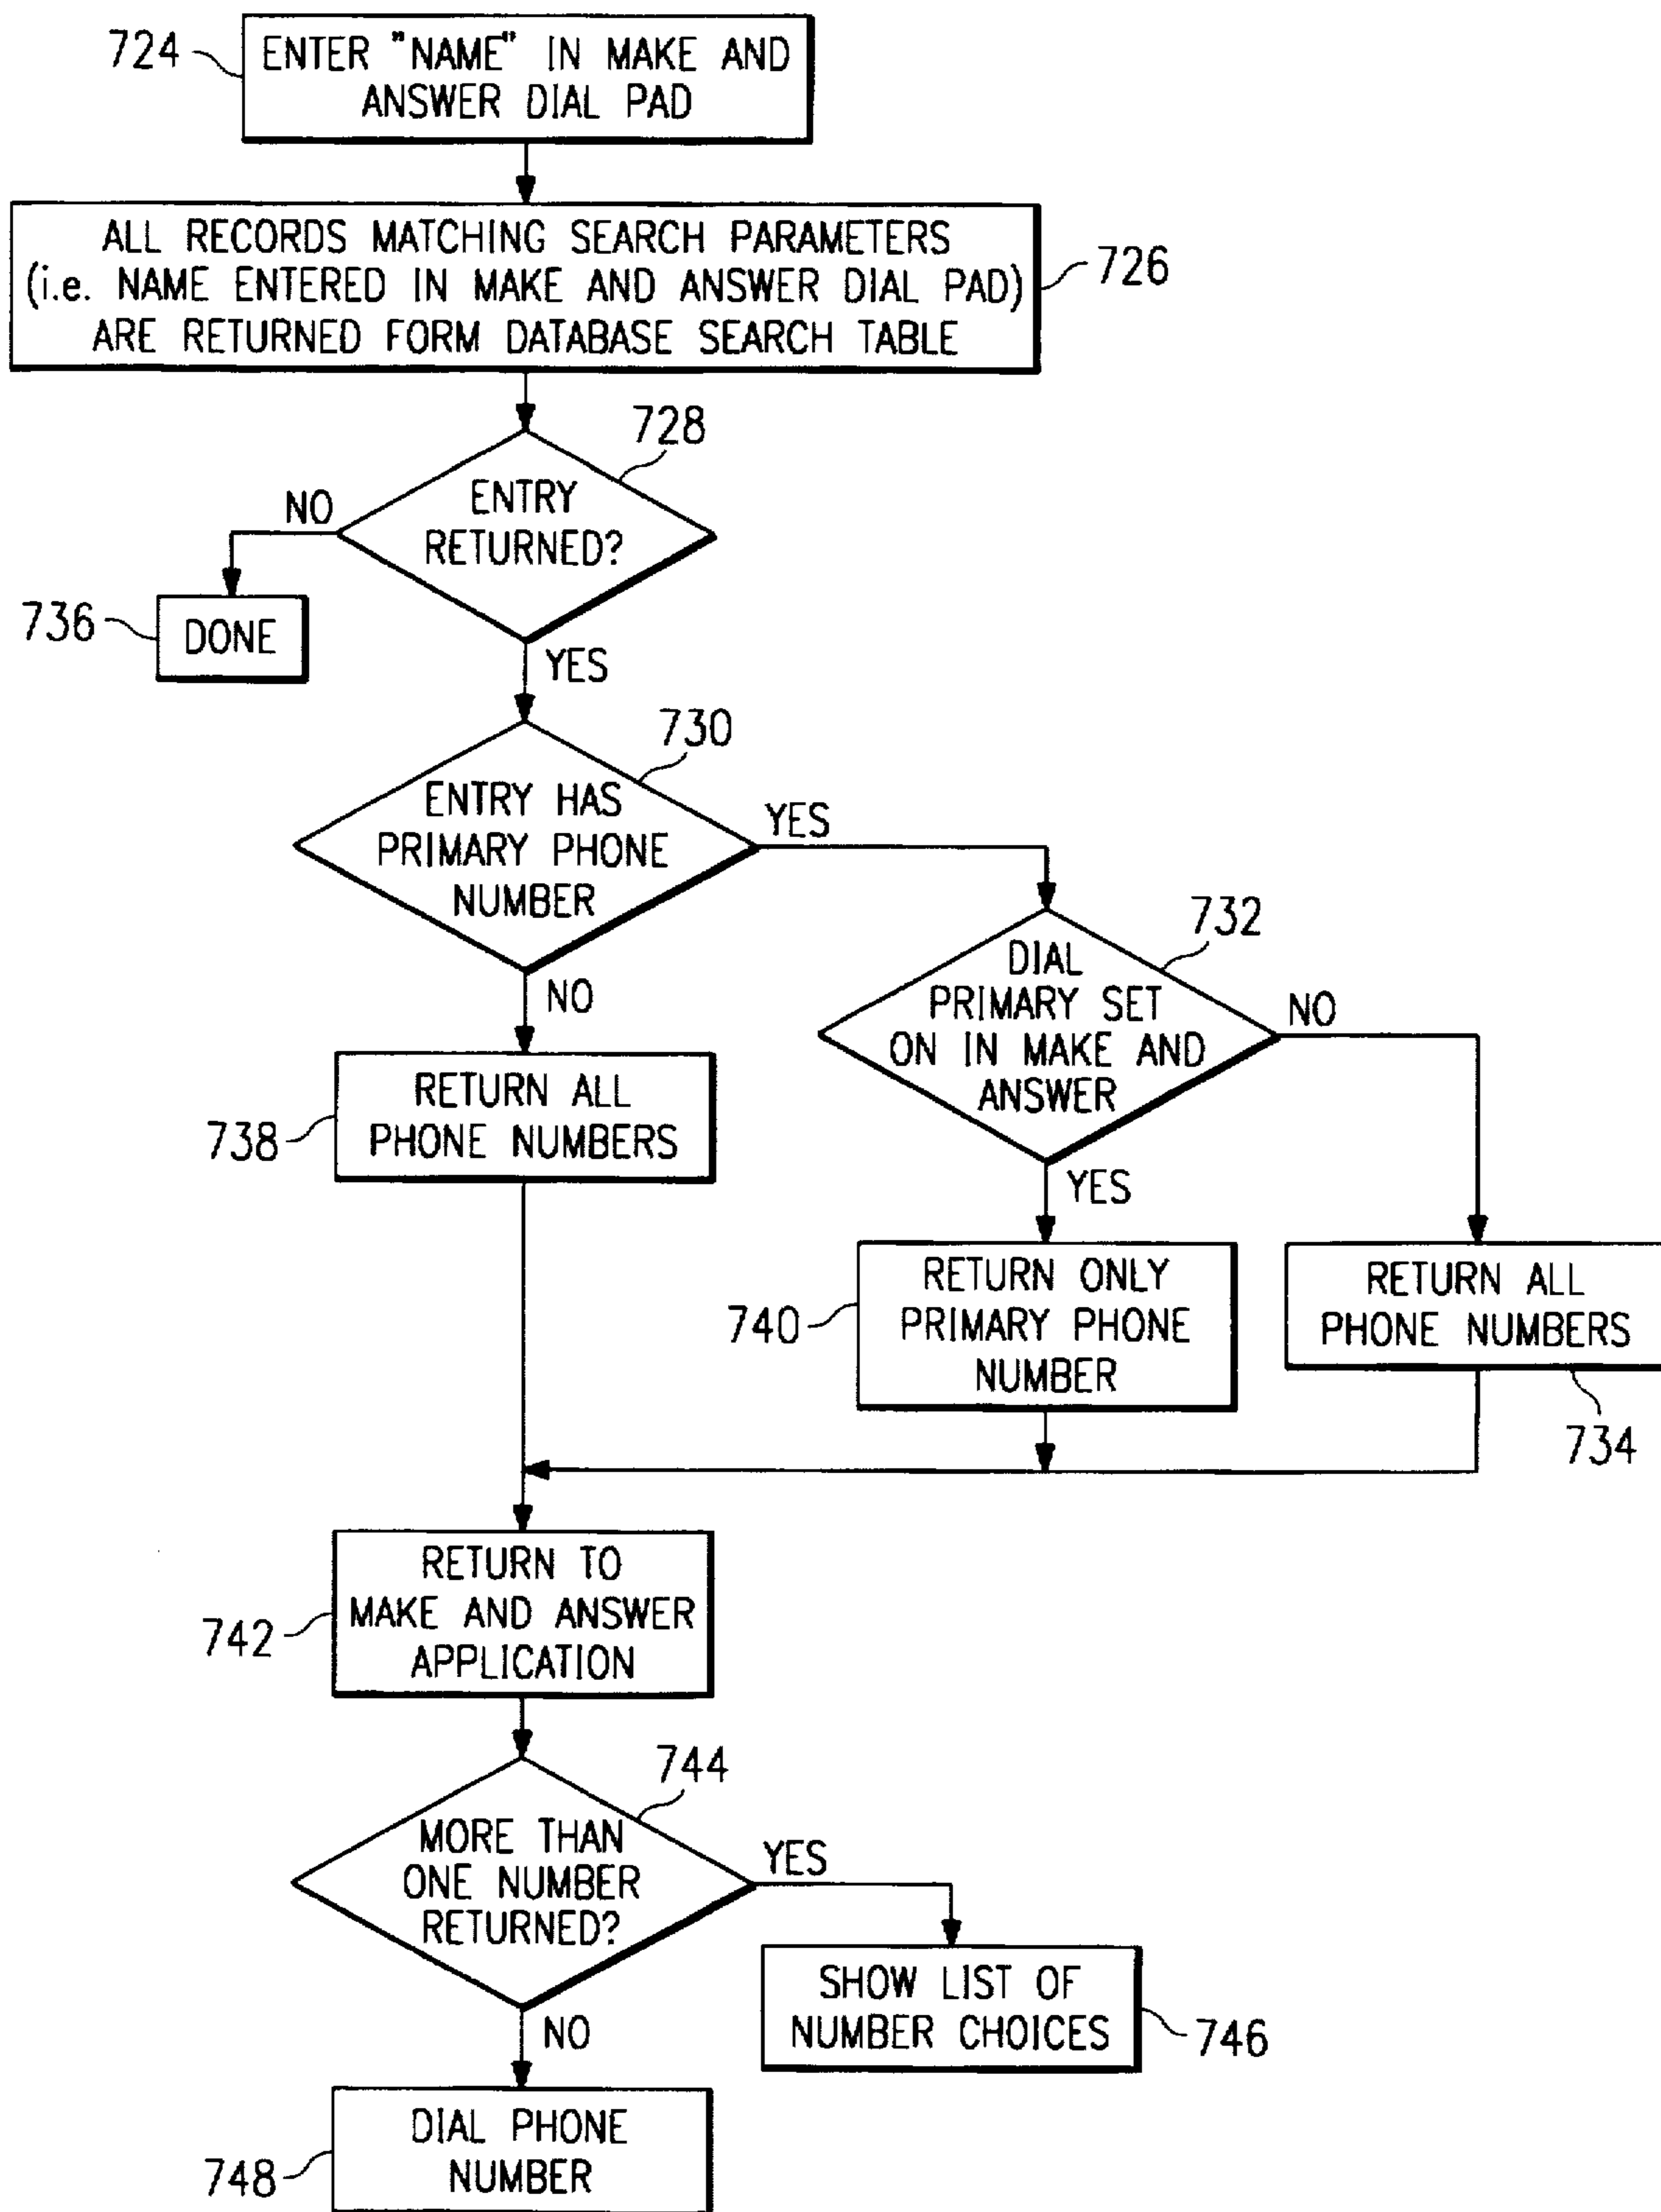 724
ENTER "NAME" IN MAKE AND
ANSWER DIAL PAD
ALL RECORDS MATCHING SEARCH PARAMETERS
(i.e. NAME ENTERED IN MAKE AND ANSWER DIAL PAD)
ARE RETURNED FORM DATABASE SEARCH TABLE
726
728
ENTRY
RETURNED?
NO
736
DONE
YES
730
ENTRY HAS
PRIMARY PHONE
NUMBER
YES
732
DIAL
PRIMARY SET
ON IN MAKE AND
ANSWER
NO
NO
738
RETURN ALL
PHONE NUMBERS
YES
740
RETURN ONLY
PRIMARY PHONE
NUMBER
RETURN ALL
PHONE NUMBERS
734
742
RETURN TO
MAKE AND ANSWER
APPLICATION
744
MORE THAN
ONE NUMBER
RETURNED?
YES
SHOW LIST OF
NUMBER CHOICES
746
NO
748
DIAL PHONE
NUMBER